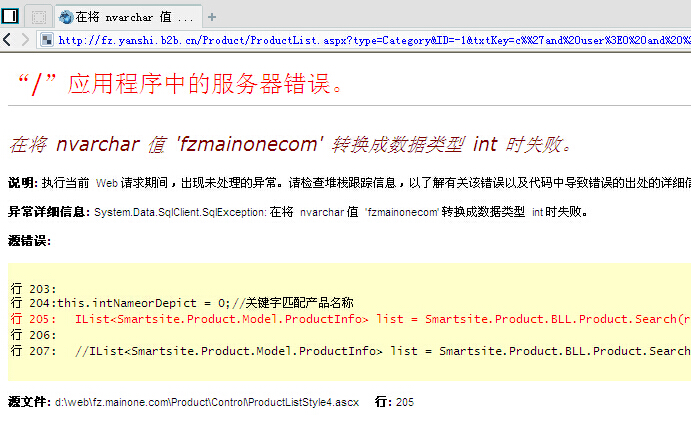 在将 nvarchar 值 ...
http://fz.yanshi.b2b.cn/Product/ProductList.aspx?type=Category&ID=-1&txtKey=c%%27and%20user%3E0%20and%20%2
“/”应用程序中的服务器错误。
在将 nvarchar 值 'fzmainonecom' 转换成数据类型 int 时失败。
说明: 执行当前 Web 请求期间，出现未处理的异常。请检查堆栈跟踪信息，以了解有关该错误以及代码中导致错误的出处的详细信
异常详细信息: System.Data.SqlClient.SqlException: 在将 nvarchar 值 'fzmainonecom' 转换成数据类型 int 时失败。
源错误:
行 203:
行 204:this.intNameorDepict = 0;//关键字匹配产品名称
行 205: IList<Smartsite.Product.Model.ProductInfo> list = Smartsite.Product.BLL.Product.Search(r
行 206:
行 207: //IList<Smartsite.Product.Model.ProductInfo> list = Smartsite.Product.BLL.Product.Search
源文件: d:\web\fz.mainone.com\Product\Control\ProductListStyle4.ascx 行: 205